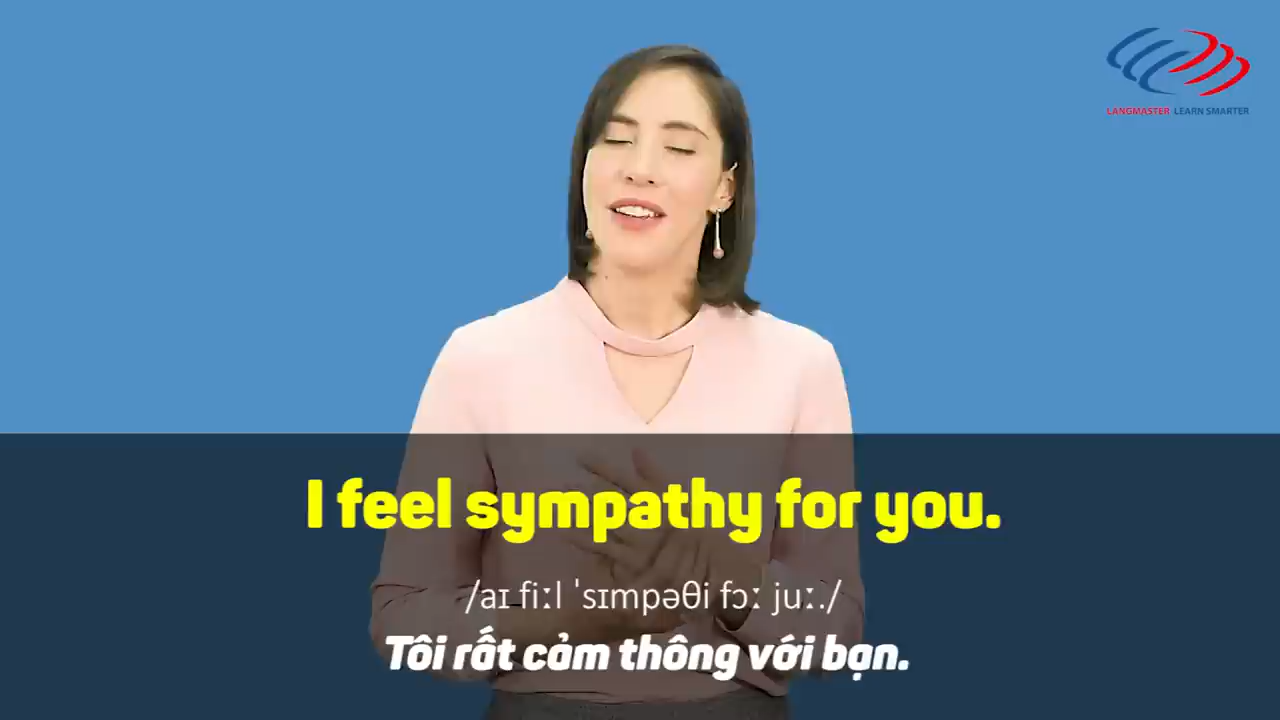 LANGMASTER LEARN SMARTER
I feel sympathy for you.
/aɪ fiːl ˈsɪmpəθi fɔː juː./
Tôi rất cảm thông với bạn.